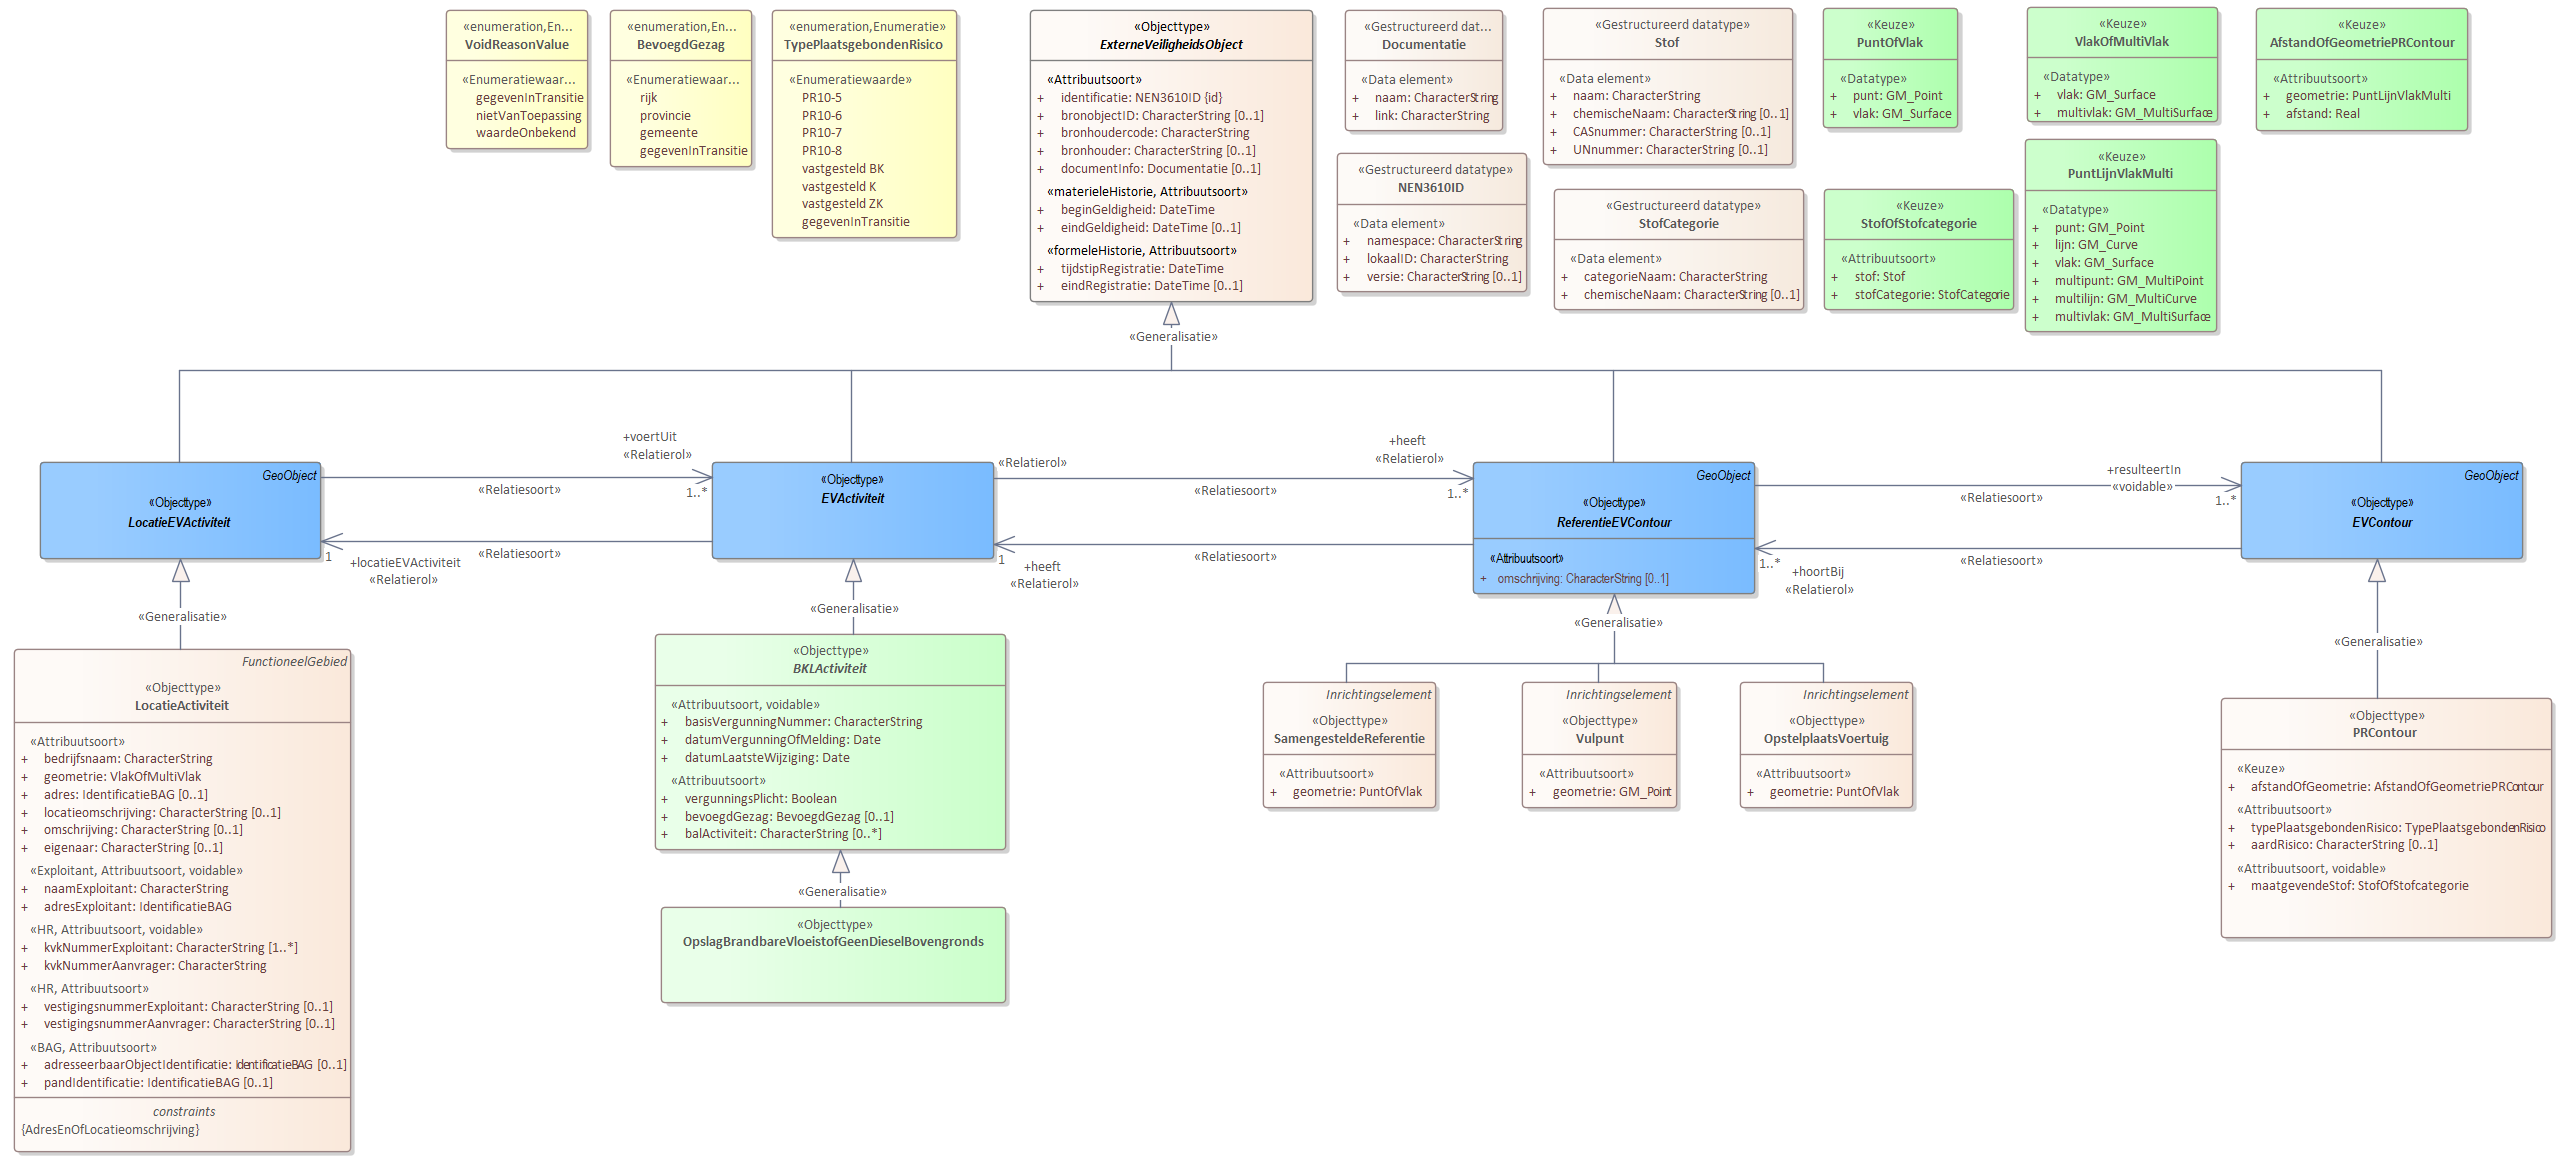 «enumeration,En...
VoidReasonValue
«Enumeratiewaar...
gegevenInTransitie
nietVanToepassing
waardeOnbekend
«enumeration,En...
BevoegdGezag
«Enumeratiewaar...
rijk
provincie
gemeente
gegevenInTransitie
«enumeration,Enumeratie»
TypePlaatsgebondenRisico
«Enumeratiewaarde»
PR10-5
PR10-6
PR10-7
PR10-8
vastgesteld BK
vastgesteld K
vastgesteld ZK
gegevenInTransitie
«Objecttype»
ExterneVeiligheidsObject
«Attribuutsoort»
+ identificatie: NEN3610ID {id}
+ bronobjectID: CharacterString [0..1]
+ bronhoudercode: CharacterString
+ bronhouder: CharacterString [0..1]
+ documentInfo: Documentatie [0..1]
«materieleHistorie, Attribuutsoort»
+ beginGeldigheid: DateTime
+ eindGeldigheid: DateTime [0..1]
«formeleHistorie, Attribuutsoort»
+ tijdstipRegistratie: DateTime
+ eindRegistratie: DateTime [0..1]
«Gestructureerd dat...
Documentatie
«Data element»
+ naam: CharacterString
+ link: CharacterString
«Gestructureerd datatype»
NEN3610ID
«Data element»
+ namespace: CharacterString
+ lokaalID: CharacterString
+ versie: CharacterString [0..1]
«Gestructureerd datatype»
Stof
«Data element»
+ naam: CharacterString
+ chemischeNaam: CharacterString [0..1]
+ CASnummer: CharacterString [0..1]
+ UNnummer: CharacterString [0..1]
«Gestructureerd datatype»
StofCategorie
«Data element»
+ categorieNaam: CharacterString
+ chemischeNaam: CharacterString [0..1]
«Keuze»
PuntOfVlak
«Datatype»
+ punt: GM_Point
+ vlak: GM_Surface
«Keuze»
StofOfStofcategorie
«Attribuutsoort»
+ stof: Stof
+ stofCategorie: StofCategorie
«Keuze»
VlakOfMultiVlak
«Datatype»
+ vlak: GM_Surface
+ multivlak: GM_MultiSurface
«Keuze»
PuntLijnVlakMulti
«Datatype»
+ punt: GM_Point
+ lijn: GM_Curve
+ vlak: GM_Surface
+ multipunt: GM_MultiPoint
+ multilijn: GM_MultiCurve
+ multivlak: GM_MultiSurface
«Keuze»
AfstandOfGeometriePRContour
«Attribuutsoort»
+ geometrie: PuntLijnVlakMulti
+ afstand: Real
«Generalisatie»
GeoObject
«Objecttype»
LocatieEVActiviteit
+voertUit
«Relatierol»
1..*
«Relatiesoort»
«Relatiesoort»
1
+locatieEVActiviteit
«Relatierol»
«Objecttype»
EVActiviteit
«Relatierol»
+heeft
«Relatierol»
1..*
«Relatiesoort»
«Relatiesoort»
1
+heeft
«Relatierol»
GeoObject
«Objecttype»
ReferentieEVContour
«Attribuutsoort»
+ omschrijving: CharacterString [0..1]
+resulteertIn
«voidable»
1..*
«Relatiesoort»
«Relatiesoort»
1..*
+hoortBij
«Relatierol»
GeoObject
«Objecttype»
EVContour
«Generalisatie»
FunctioneelGebied
«Objecttype»
LocatieActiviteit
«Attribuutsoort»
+ bedrijfsnaam: CharacterString
+ geometrie: VlakOfMultiVlak
+ adres: IdentificatieBAG [0..1]
+ locatieomschrijving: CharacterString [0..1]
+ omschrijving: CharacterString [0..1]
+ eigenaar: CharacterString [0..1]
«Exploitant, Attribuutsoort, voidable»
+ naamExploitant: CharacterString
+ adresExploitant: IdentificatieBAG
«HR, Attribuutsoort, voidable»
+ kvkNummerExploitant: CharacterString [1..*]
+ kvkNummerAanvrager: CharacterString
«HR, Attribuutsoort»
+ vestigingsnummerExploitant: CharacterString [0..1]
+ vestigingsnummerAanvrager: CharacterString [0..1]
«BAG, Attribuutsoort»
+ adresseerbaarObjectIdentificatie: IdentificatieBAG [0..1]
+ pandIdentificatie: IdentificatieBAG [0..1]
constraints
{AdresEnOfLocatieomschrijving}
«Generalisatie»
«Objecttype»
BKLActiviteit
«Attribuutsoort, voidable»
+ basisVergunningNummer: CharacterString
+ datumVergunningOfMelding: Date
+ datumLaatsteWijziging: Date
«Attribuutsoort»
+ vergunningsPlicht: Boolean
+ bevoegdGezag: BevoegdGezag [0..1]
+ balActiviteit: CharacterString [0..*]
«Generalisatie»
«Objecttype»
OpslagBrandbareVloeistofGeenDieselBovengronds
«Generalisatie»
Inrichtingselement
«Objecttype»
SamengesteldeReferentie
«Attribuutsoort»
+ geometrie: PuntOfVlak
Inrichtingselement
«Objecttype»
Vulpunt
«Attribuutsoort»
+ geometrie: GM_Point
Inrichtingselement
«Objecttype»
OpstelplaatsVoertuig
«Attribuutsoort»
+ geometrie: PuntOfVlak
«Generalisatie»
«Objecttype»
PRContour
«Keuze»
+ afstandOfGeometrie: AfstandOfGeometriePRContour
«Attribuutsoort»
+ typePlaatsgebondenRisico: TypePlaatsgebondenRisico
+ aardRisico: CharacterString [0..1]
«Attribuutsoort, voidable»
+ maatgevendeStof: StofOfStofcategorie